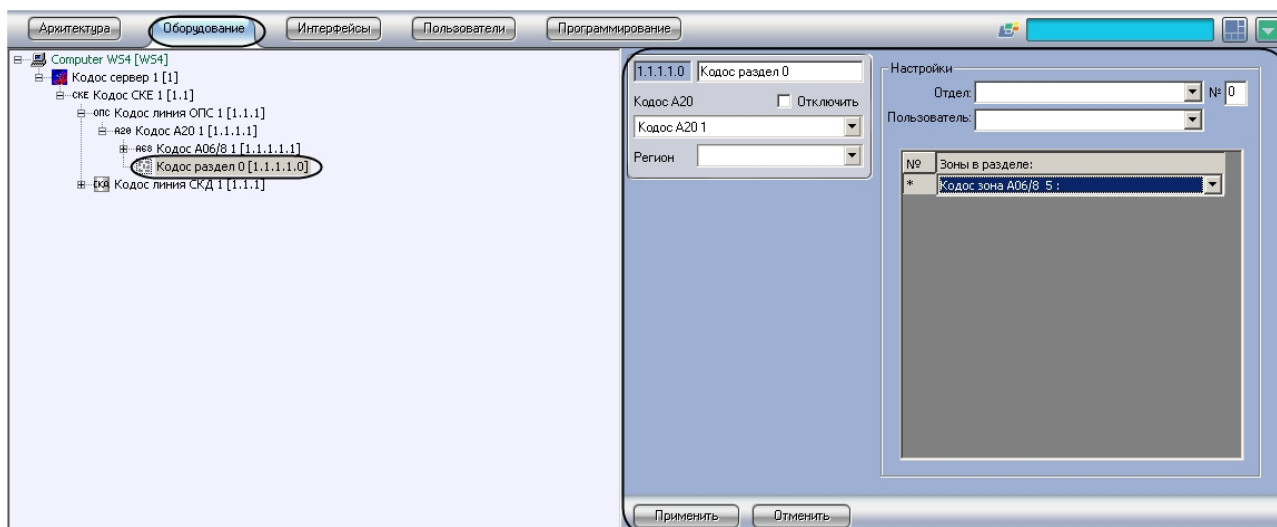 Архитектура Оборудование Интерфейсы Пользователи Программирование
Computer WS4 [WS4]
Кодос сервер 1 [1]
СКЕ Кодос СКЕ 1 [1.1]
ОПС Кодос линия ОПС 1 [1.1.1]
А20 Кодос А20 1 [1.1.1.1]
Кодос А06/8 1 [1.1.1.1.1]
Кодос раздел 0 [1.1.1.1.0]
СКД Кодос линия СКД 1 [1.1.1]
1.1.1.1.0 Кодос раздел 0
Кодос А20 Отключить
Кодос А20 1
Регион
Настройки
Отдел: № 0
Пользователь:
№ Зоны в разделе:
* Кодос зона А06/8 5 :
Применить Отменить